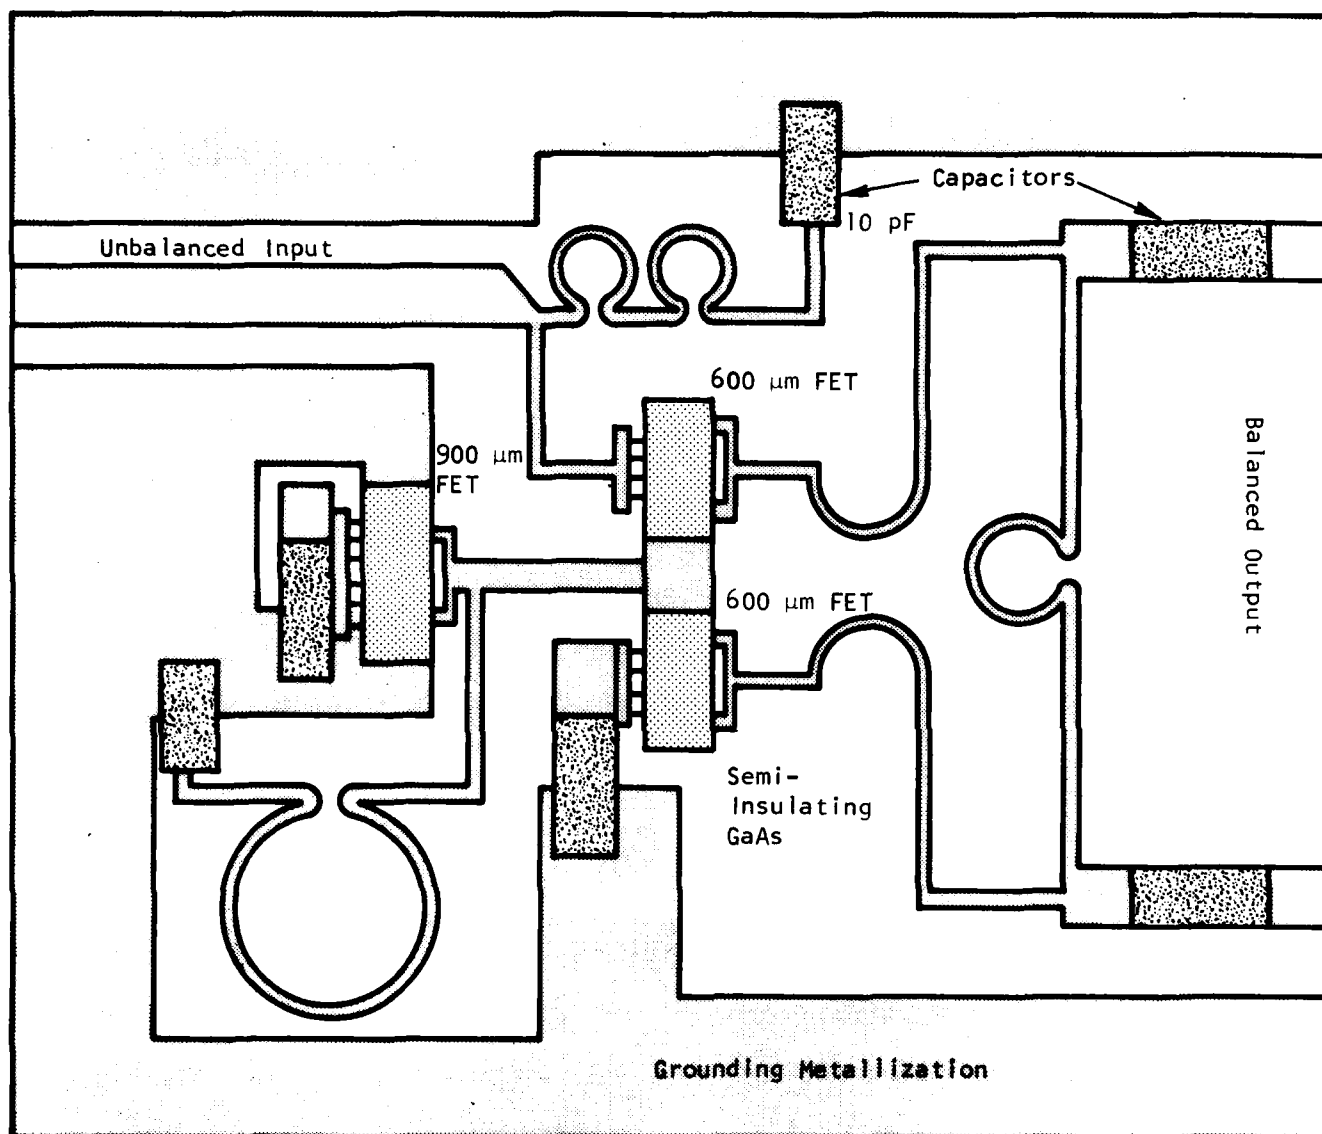 Capacitors
10 pF
Unbalanced Input
600 μm FET
900 μm
FET
Balanced Output
600 μm FET
Semi-
Insulating
GaAs
Grounding Metallization